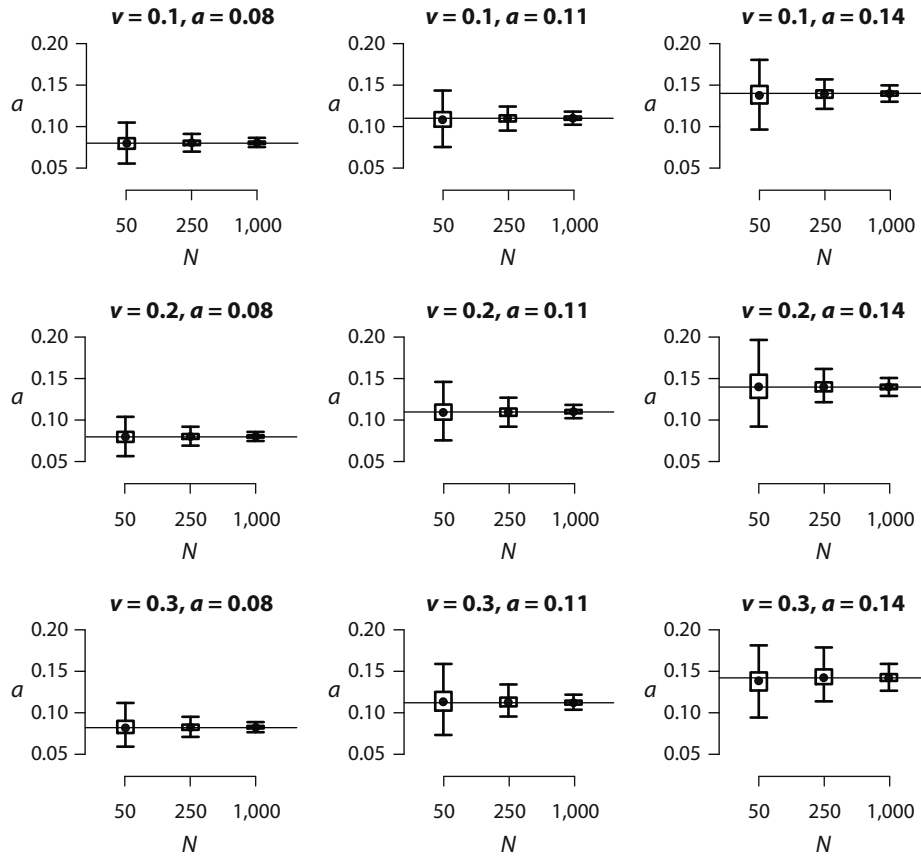 v = 0.1, a = 0.08
v = 0.1, a = 0.11
v = 0.1, a = 0.14
0.20
0.15
0.10
0.05
a
50
250
1,000
N
0.20
0.15
0.10
0.05
a
50
250
1,000
N
0.20
0.15
0.10
0.05
a
50
250
1,000
N
v = 0.2, a = 0.08
v = 0.2, a = 0.11
v = 0.2, a = 0.14
0.20
0.15
0.10
0.05
a
50
250
1,000
N
0.20
0.15
0.10
0.05
a
50
250
1,000
N
0.20
0.15
0.10
0.05
a
50
250
1,000
N
v = 0.3, a = 0.08
v = 0.3, a = 0.11
v = 0.3, a = 0.14
0.20
0.15
0.10
0.05
a
50
250
1,000
N
0.20
0.15
0.10
0.05
a
50
250
1,000
N
0.20
0.15
0.10
0.05
a
50
250
1,000
N